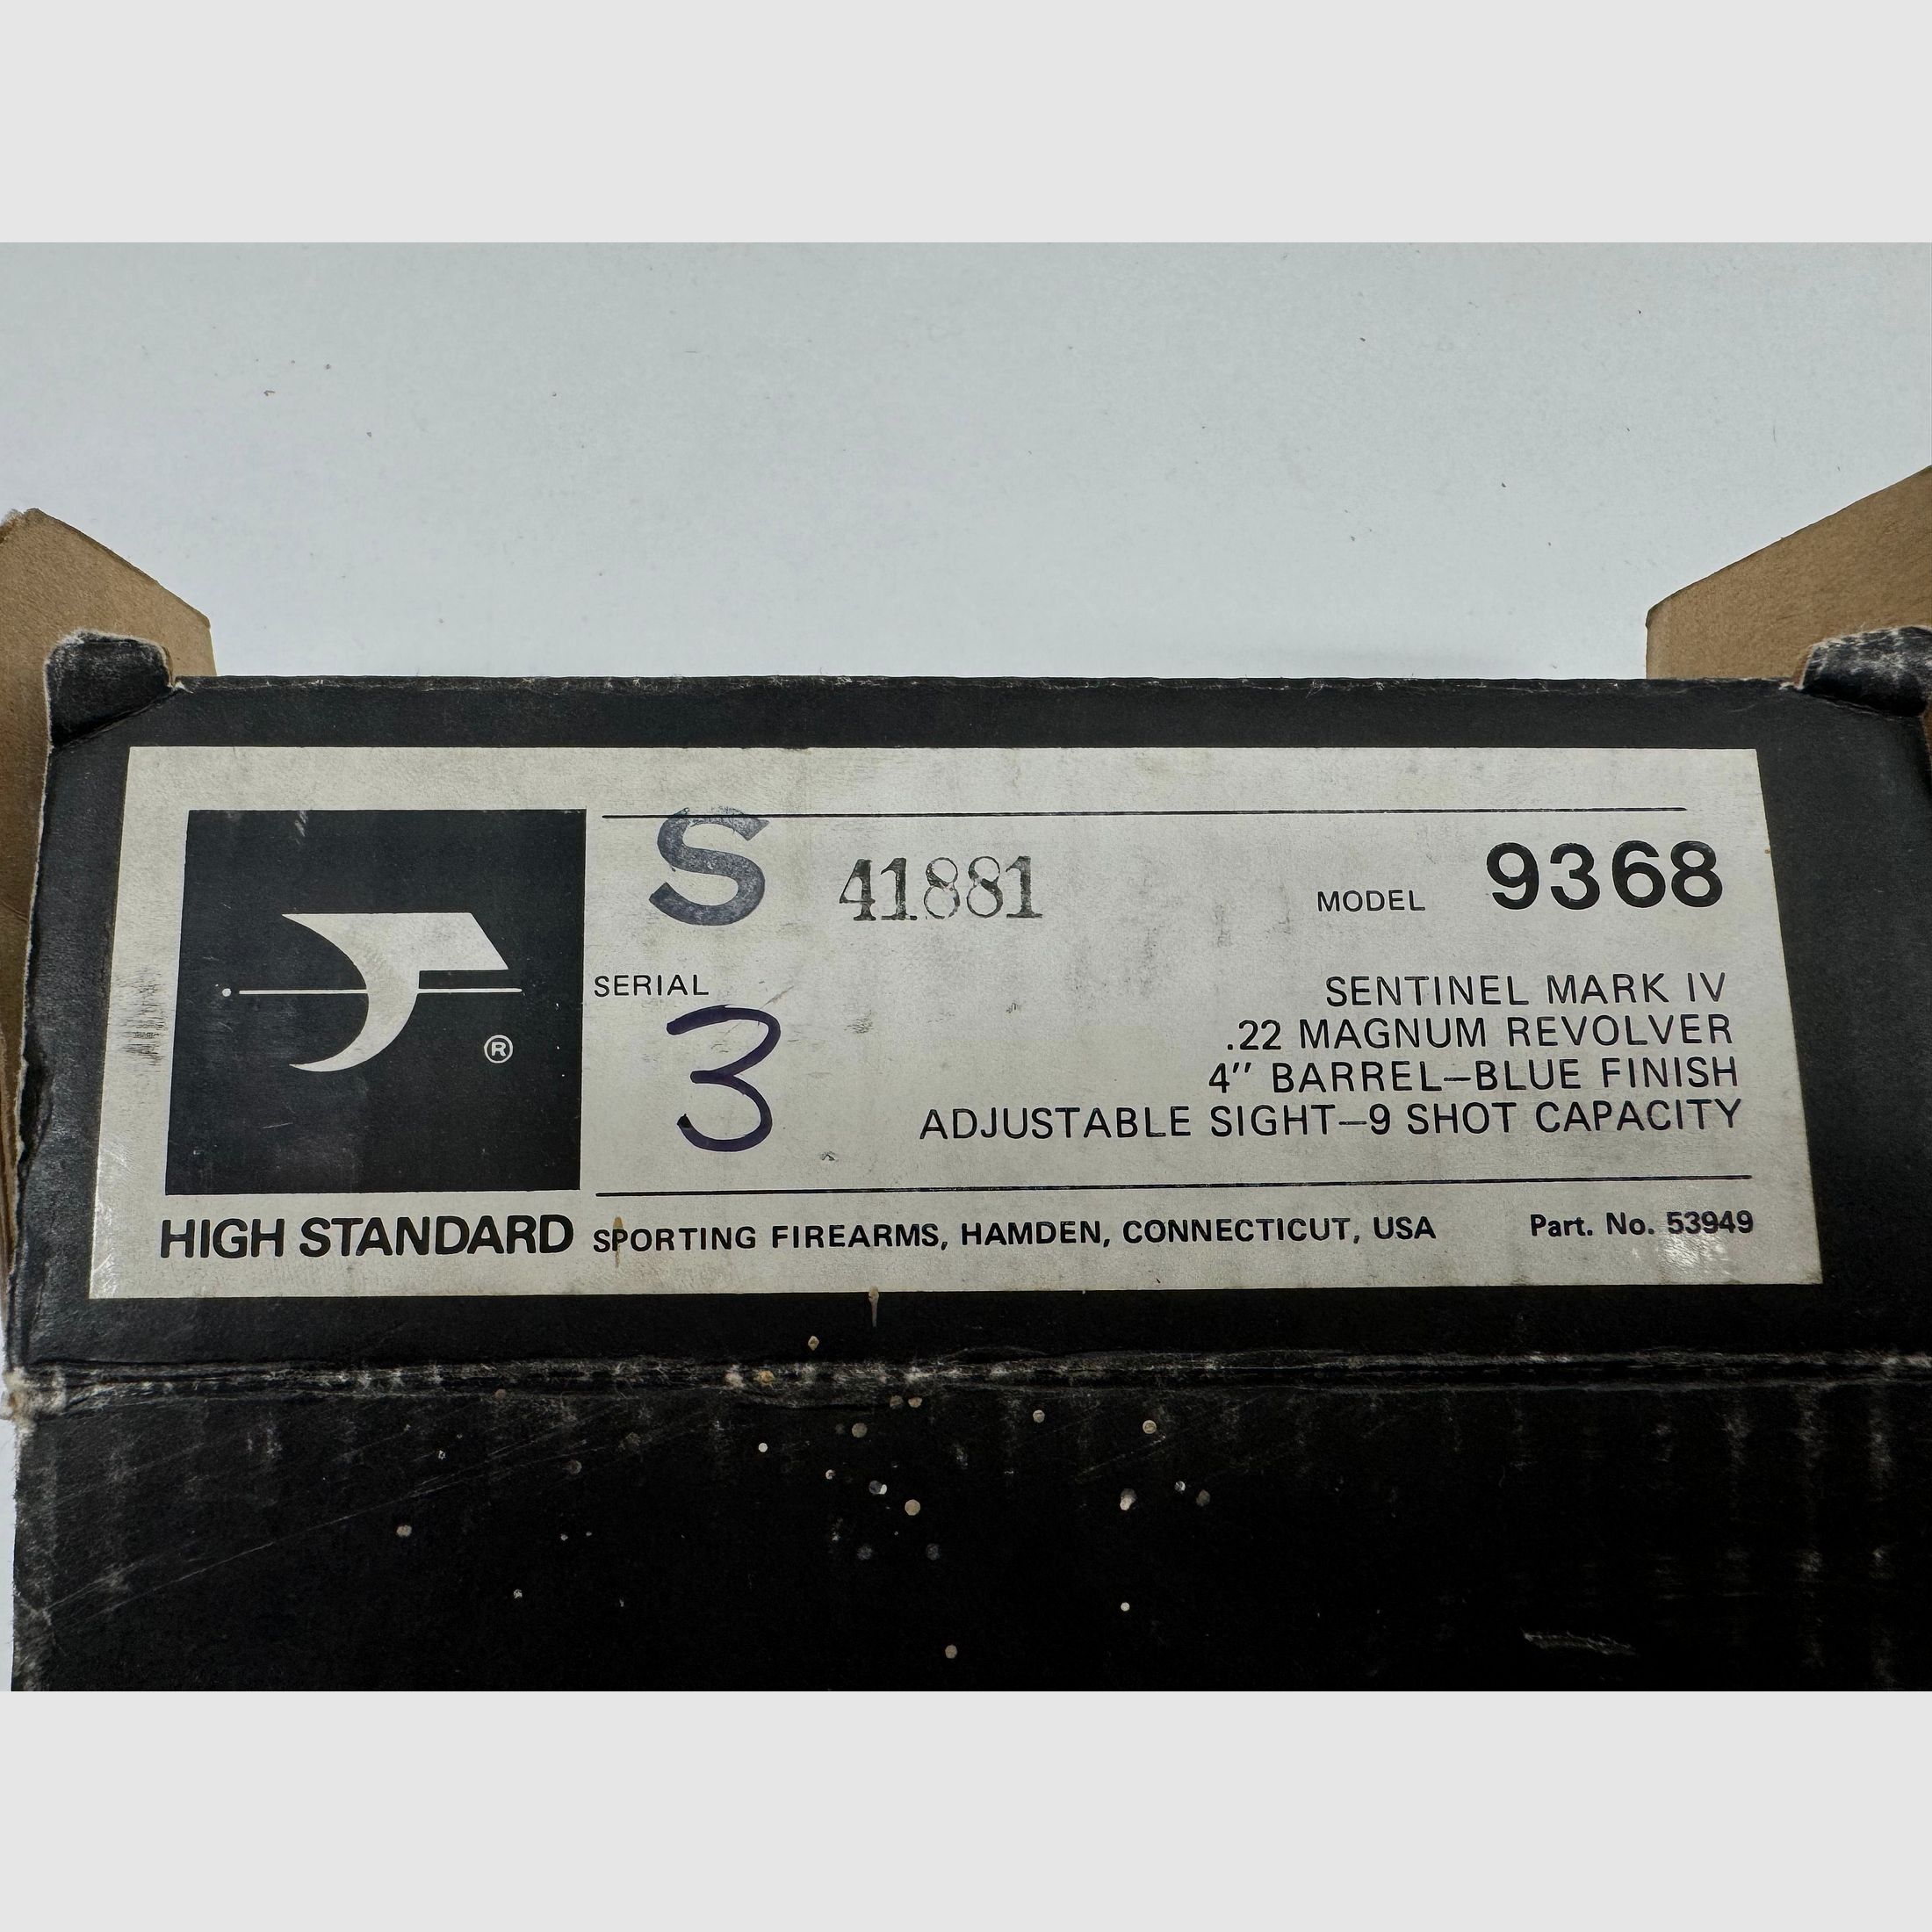 S 41881
MODEL 9368
SERIAL
3
SENTINEL MARK IV
.22 MAGNUM REVOLVER
4" BARREL–BLUE FINISH
ADJUSTABLE SIGHT–9 SHOT CAPACITY
®
HIGH STANDARD SPORTING FIREARMS, HAMDEN, CONNECTICUT, USA Part. No. 53949